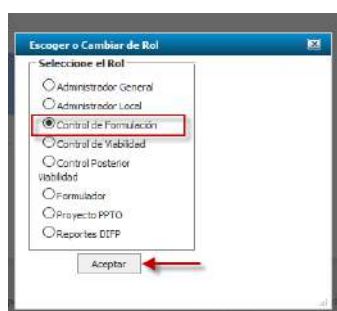 Escoger o Cambiar de Rol
Seleccione el Rol
Administrador General
Administrador Local
Control de Formulación
Control de Viabilidad
Control Posterior
viabilidad
Formulador
Proyecto PPTO
Reportes DIFP
Aceptar